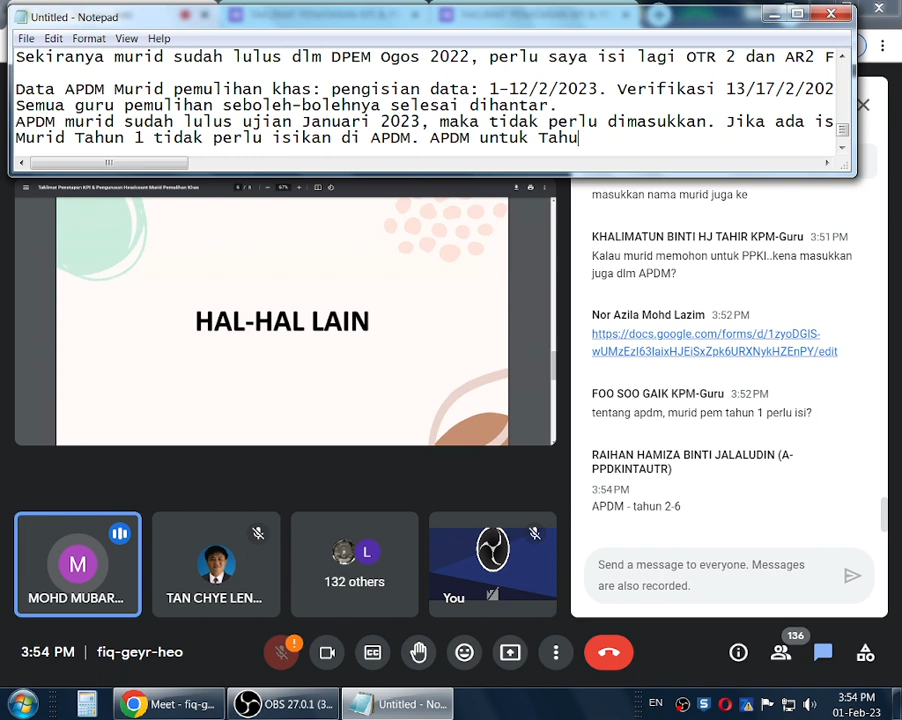 Untitled - Notepad
File Edit Format View Help
Sekiranya murid sudah lulus dlm DPEM Ogos 2022, perlu saya isi lagi OTR 2 dan AR2 F
Data APDM Murid pemulihan khas: pengisian data: 1-12/2/2023. Verifikasi 13/17/2/202
Semua guru pemulihan seboleh-bolehnya selesai dihantar.
APDM murid sudah lulus ujian Januari 2023, maka tidak perlu dimasukkan. Jika ada is
Murid Tahun 1 tidak perlu isikan di APDM. APDM untuk Tahu
Taklimat Penetapan KPI & Pengurusan Headcount Murid Pemulihan Khas
67%
HAL-HAL LAIN
masukkan nama murid juga ke
KHALIMATUN BINTI HJ TAHIR KPM-Guru 3:51 PM
Kalau murid memohon untuk PPKI..kena masukkan
juga dlm APDM?
Nor Azila Mohd Lazim 3:52 PM
https://docs.google.com/forms/d/1zyoDGIS-
wUMzEzI63IaixHJEiSxZpk6URXNykHZEnPY/edit
FOO SOO GAIK KPM-Guru 3:52 PM
tentang apdm, murid pem tahun 1 perlu isi?
RAIHAN HAMIZA BINTI JALALUDIN (A-
PPDKINTAUTR)
3:54 PM
APDM - tahun 2-6
Send a message to everyone. Messages
are also recorded.
M
MOHD MUBAR...
TAN CHYE LEN...
L
132 others
You
3:54 PM | fiq-geyr-heo
136
Meet - fiq-g...
OBS 27.0.1 (3...
Untitled - No...
EN
3:54 PM
01-Feb-23